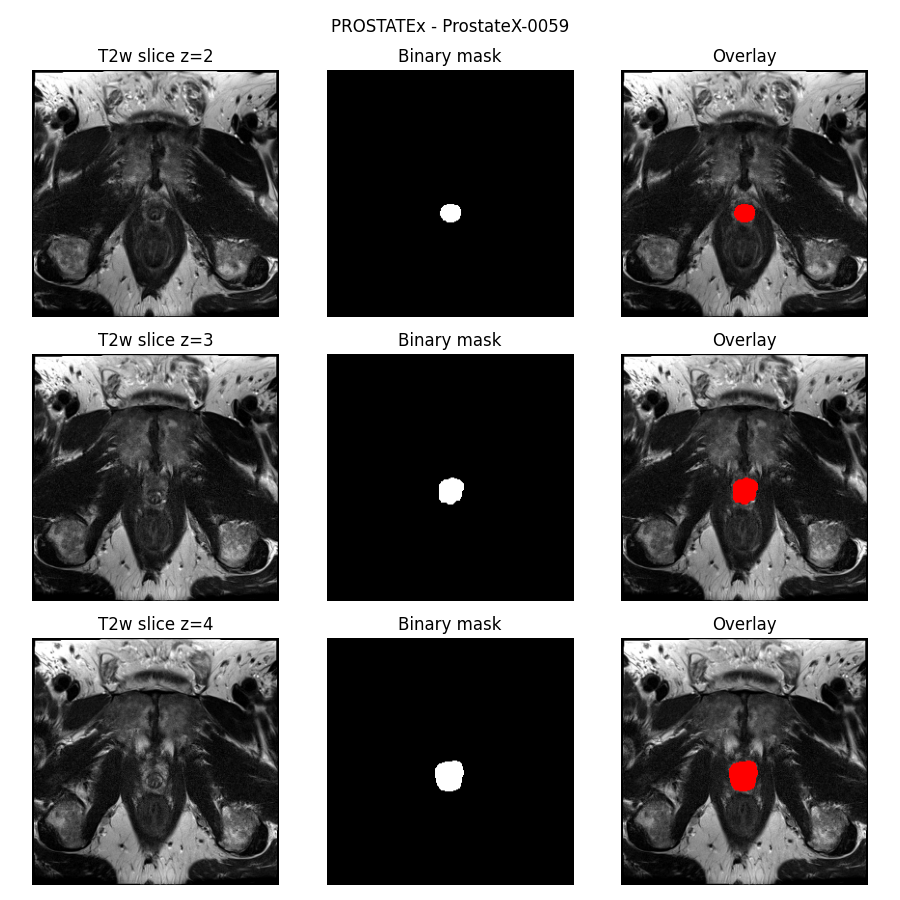 PROSTATEx - ProstateX-0059
T2w slice z=2
Binary mask
Overlay
T2w slice z=3
Binary mask
Overlay
T2w slice z=4
Binary mask
Overlay